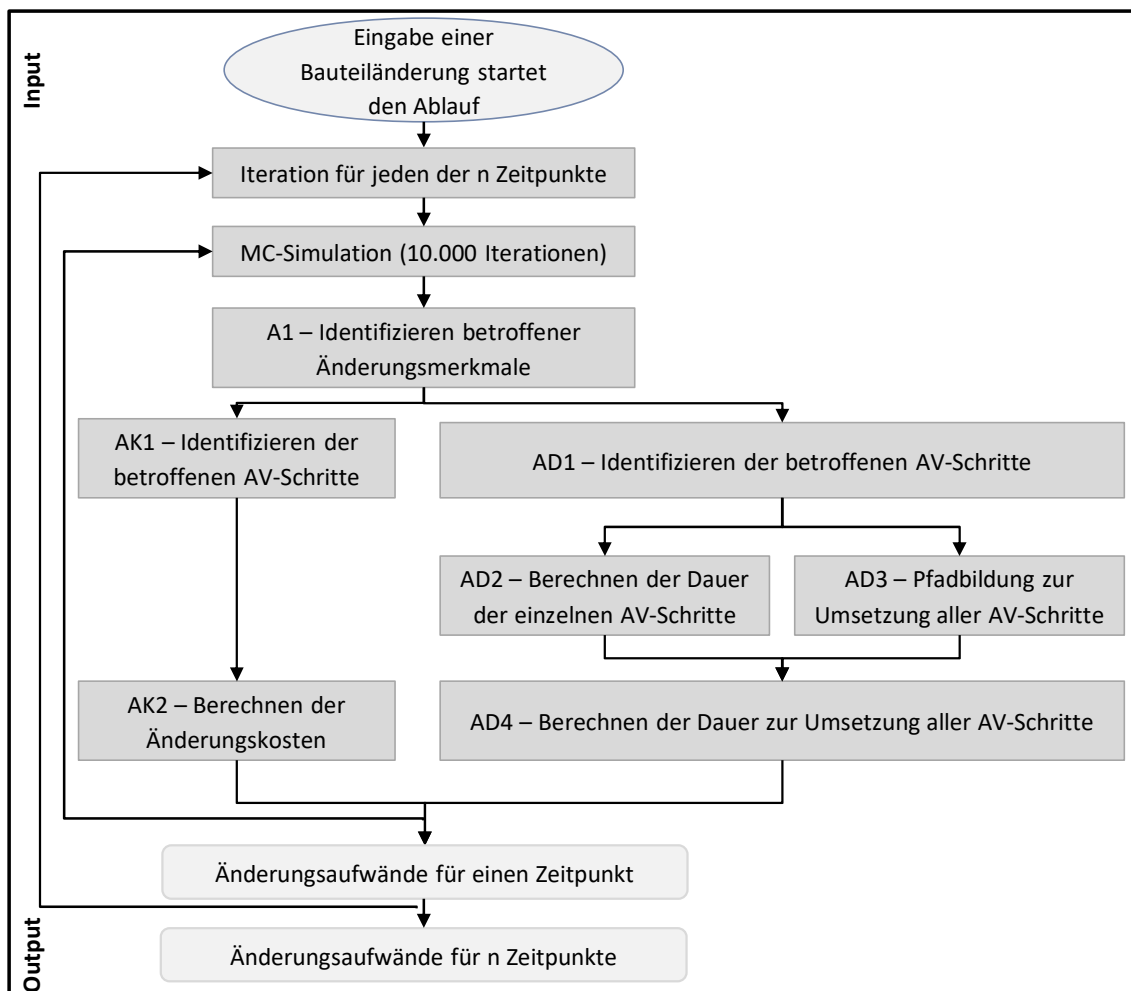 Input
Eingabe einer
Bauteiländerung startet
den Ablauf
Iteration für jeden der n Zeitpunkte
MC-Simulation (10.000 Iterationen)
A1 – Identifizieren betroffener
Änderungsmerkmale
AK1 – Identifizieren der
betroffenen AV-Schritte
AD1 – Identifizieren der betroffenen AV-Schritte
AD2 – Berechnen der Dauer
der einzelnen AV-Schritte
AD3 – Pfadbildung zur
Umsetzung aller AV-Schritte
AK2 – Berechnen der
Änderungskosten
AD4 – Berechnen der Dauer zur Umsetzung aller AV-Schritte
Änderungsaufwände für einen Zeitpunkt
Output
Änderungsaufwände für n Zeitpunkte